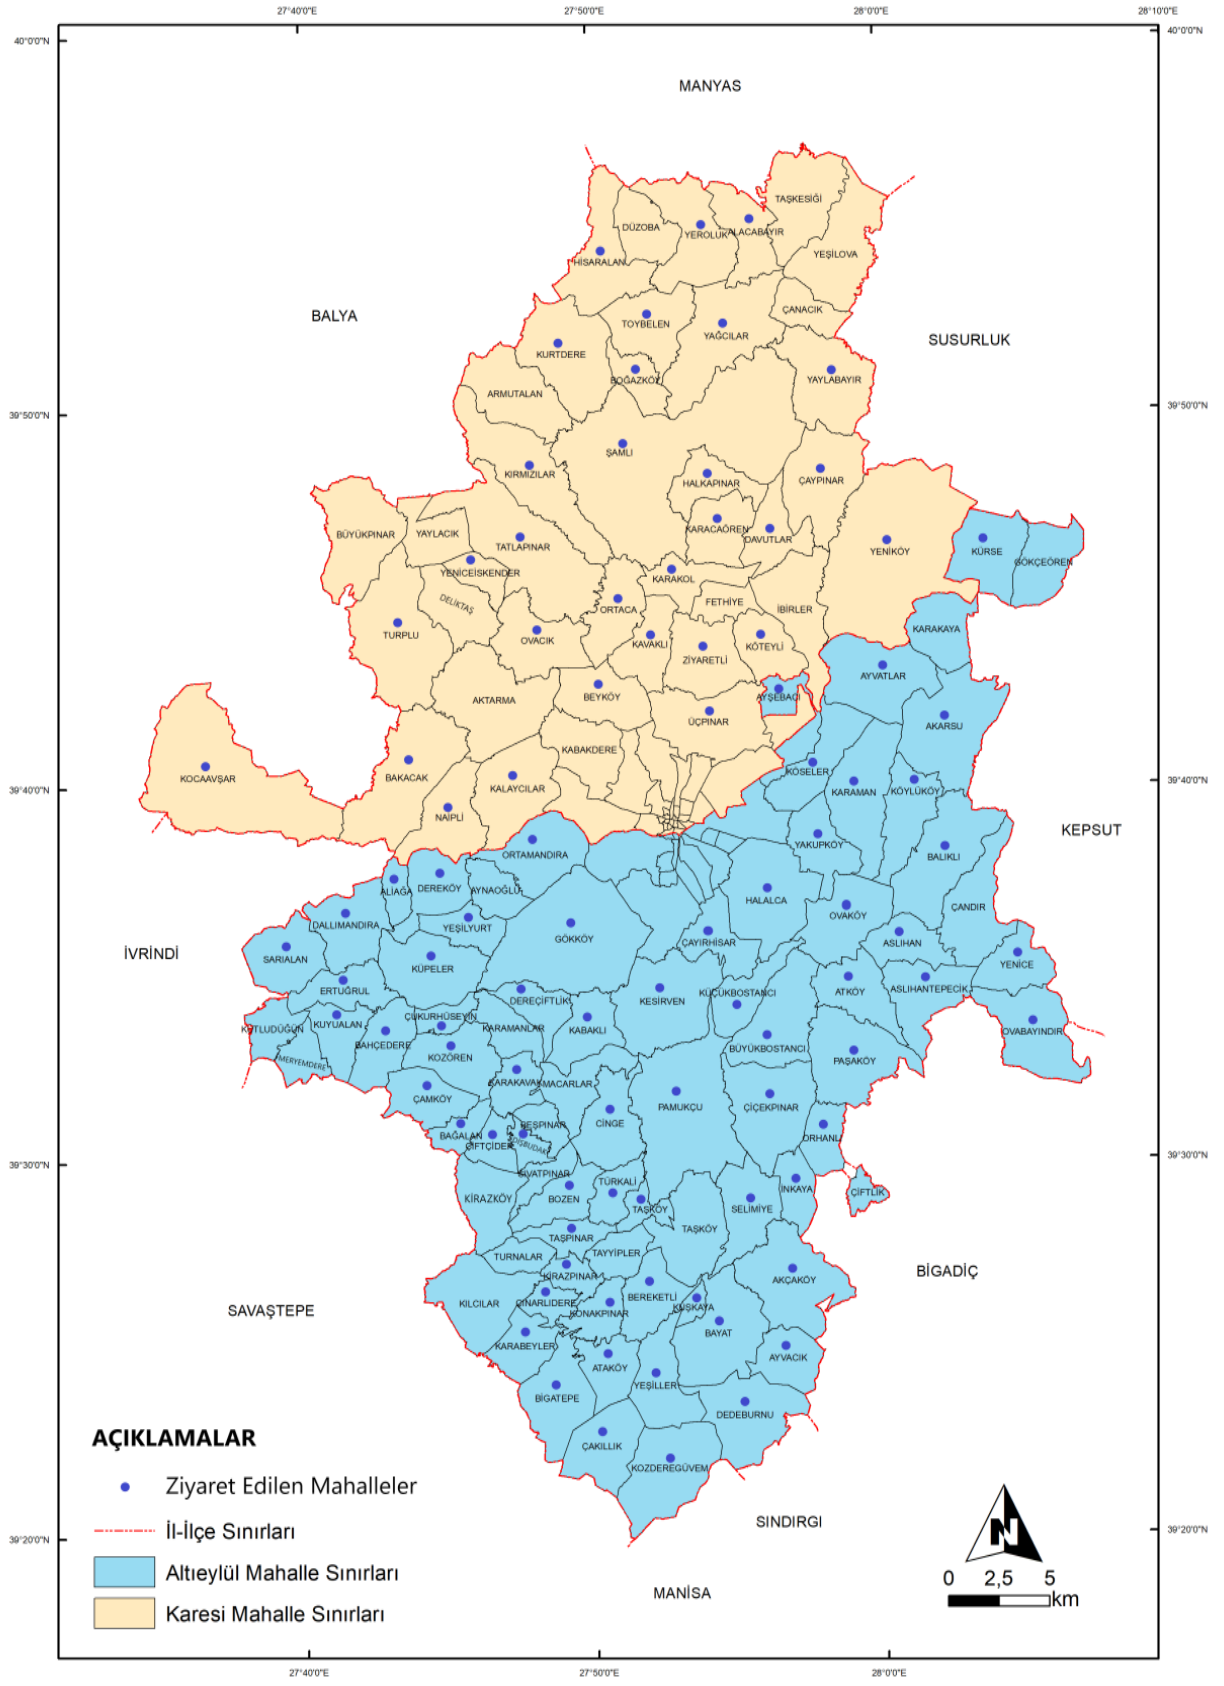 27°40'0"E
27°50'0"E
28°0'0"E
28°10'0"E
40°0'0"N
40°0'0"N
MANYAS
TAŞKESİĞİ
DÜZOBA
YEROLUK
ALACABAYIR
YEŞİLOVA
HİSARALAN
ÇANACIK
BALYA
TOYBELEN
YAĞCILAR
SUSURLUK
KURTDERE
BOĞAZKÖY
YAYLABAYIR
ARMUTALAN
39°50'0"N
39°50'0"N
ŞAMLI
KIRMIZILAR
HALKAPINAR
ÇAYPINAR
BÜYÜKPINAR
YAYLACIK
KARACAÖREN
DAVUTLAR
TATLAPINAR
YENİKÖY
KÜRSE
GÖKÇEÖREN
YENİCEİSKENDER
KARAKOL
DELİKTAŞ
ORTACA
FETHİYE
İBİRLER
TURPLU
OVACIK
KAVAKLI
ZİYARETLİ
KÖTEYLİ
KARAKAYA
AYVATLAR
AKTARMA
BEYKÖY
AYŞEBACI
ÜÇPINAR
AKARSU
KABAKDERE
KOCAAVŞAR
BAKACAK
KALAYCILAR
KÖSELER
KARAMAN
KÖYLÜKÖY
39°40'0"N
39°40'0"N
NAİPLİ
KEPSUT
ORTAMANDIRA
YAKUPKÖY
BALIKLI
ALİAĞA
DEREKÖY
AYNAOĞLU
HALALCA
ÇANDIR
DALLIMANDIRA
YEŞİLYURT
OVAKÖY
GÖKKÖY
ÇAYIRHİSAR
ASLIHAN
İVRİNDİ
SARIALAN
KÜPELER
YENİCE
ERTUĞRUL
DEREÇİFTLİK
KESİRVEN
KÜÇÜKBOSTANCI
ATKÖY
ASLIHANTEPECİK
KUTLUDÜĞÜN
KUYUALAN
ÇUKURHÜSEYİN
KARAMANLAR
KABAKLI
OVABAYINDIR
BAHÇEDERE
KOZÖREN
BÜYÜKBOSTANCI
PAŞAKÖY
MERYEMDERE
KARAKAVAK
MACARLAR
ÇAMKÖY
PAMUKÇU
ÇİÇEKPINAR
CİNGE
BAĞALAN
ÇİFTÇİDERE
BEŞPINAR
DIŞBUDAK
ORHANLI
39°30'0"N
39°30'0"N
SIVATPINAR
TÜRKALİ
İNKAYA
ÇİFTLİK
KİRAZKÖY
BOZEN
TAŞKÖY
SELİMİYE
TAŞKÖY
TAŞPINAR
TURNALAR
TAYYİPLER
KİRAZPINAR
AKÇAKÖY
BİGADİÇ
SAVAŞTEPE
KILCILAR
ÇINARLIDERE
KONAKPINAR
BEREKETLİ
KUŞKAYA
BAYAT
KARABEYLER
AYVACIK
ATAKÖY
YEŞİLLER
BİGATEPE
DEDEBURNU
ÇAKILLIK
KOZDEREGÜVEM
AÇIKLAMALAR
Ziyaret Edilen Mahalleler
İl-İlçe Sınırları
Altıeylül Mahalle Sınırları
Karesi Mahalle Sınırları
SINDIRGI
MANİSA
N
0 2,5 5
km
39°20'0"N
39°20'0"N
27°40'0"E
27°50'0"E
28°0'0"E